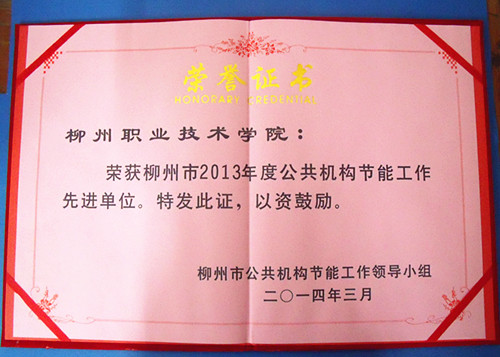 荣誉证书
HONORARY CREDENTIAL
柳州职业技术学院：
荣获柳州市2013年度公共机构节能工作
先进单位。特发此证，以资鼓励。
柳州市公共机构节能工作领导小组
二〇一四年三月